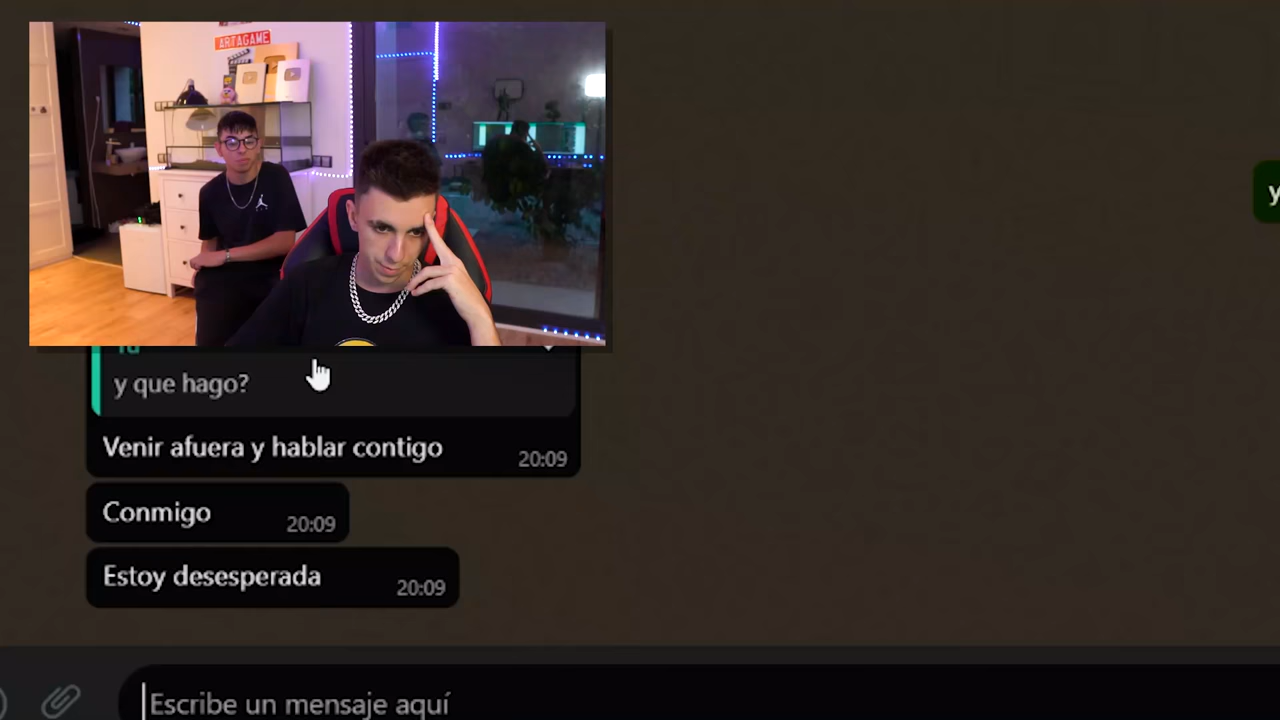 ARTAGAME
y que hago?
Venir afuera y hablar contigo
20:09
Conmigo
20:09
Estoy desesperada
20:09
Escribe un mensaje aquí